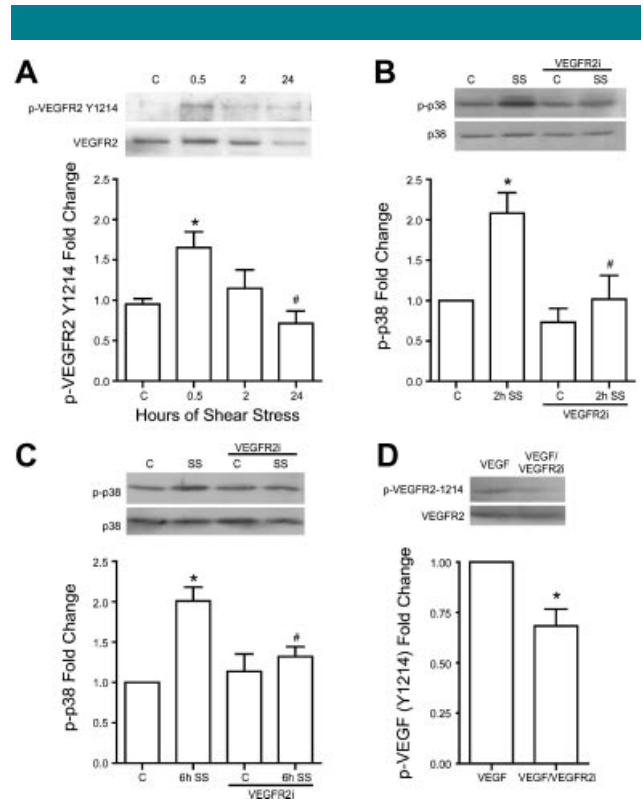 A
C 0.5 2 24
p-VEGFR2 Y1214
VEGFR2
p-VEGFR2 Y1214 Fold Change
2.5
2.0
1.5
1.0
0.5
0.0
*
#
C 0.5 2 24
Hours of Shear Stress
B
VEGFR2i
C SS C SS
p-p38
p38
p-p38 Fold Change
2.5
2.0
1.5
1.0
0.5
0.0
*
#
C 2h SS C 2h SS
VEGFR2i
C
VEGFR2i
C SS C SS
p-p38
p38
p-p38 Fold Change
2.5
2.0
1.5
1.0
0.5
0.0
*
#
C 6h SS C 6h SS
VEGFR2i
D
VEGF VEGF/
VEGFR2i
p-VEGFR2-1214
VEGFR2
p-VEGF (Y1214) Fold Change
1.00
0.75
0.50
0.25
0.00
*
VEGF VEGF/VEGFR2i